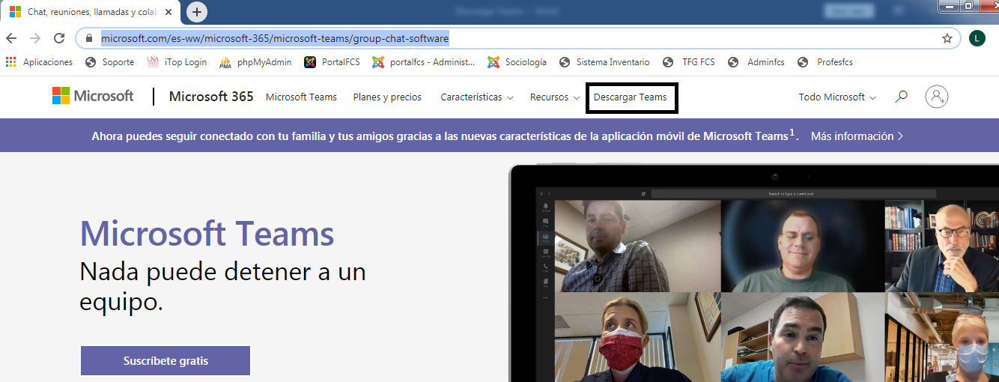 Descargar Teams - Word
Chat, reuniones, llamadas y colab
microsoft.com/es-ww/microsoft-365/microsoft-teams/group-chat-software
L
Aplicaciones Soporte iTop Login phpMyAdmin PortalFCS portalfcs - Administ... Sociología Sistema Inventario TFG FCS Adminfcs Profesfcs
Microsoft Microsoft 365 Microsoft Teams Planes y precios Características Recursos Descargar Teams Todo Microsoft
Ahora puedes seguir conectado con tu familia y tus amigos gracias a las nuevas características de la aplicación móvil de Microsoft Teams1. Más información
Search or type a command
Microsoft Teams
Nada puede detener a un
equipo.
Suscríbete gratis